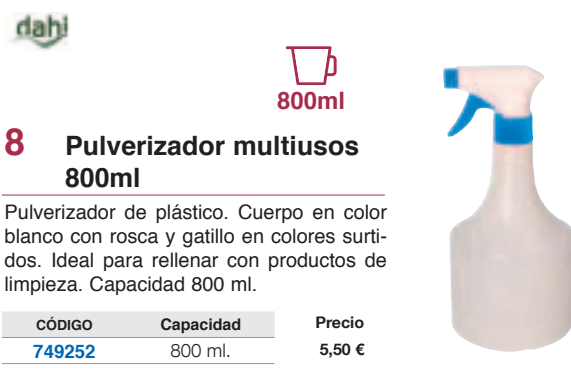 dahi
800ml
8 Pulverizador multiusos
800ml
Pulverizador de plástico. Cuerpo en color
blanco con rosca y gatillo en colores surti-
dos. Ideal para rellenar con productos de
limpieza. Capacidad 800 ml.
CÓDIGO Capacidad Precio
749252 800 ml. 5,50 €